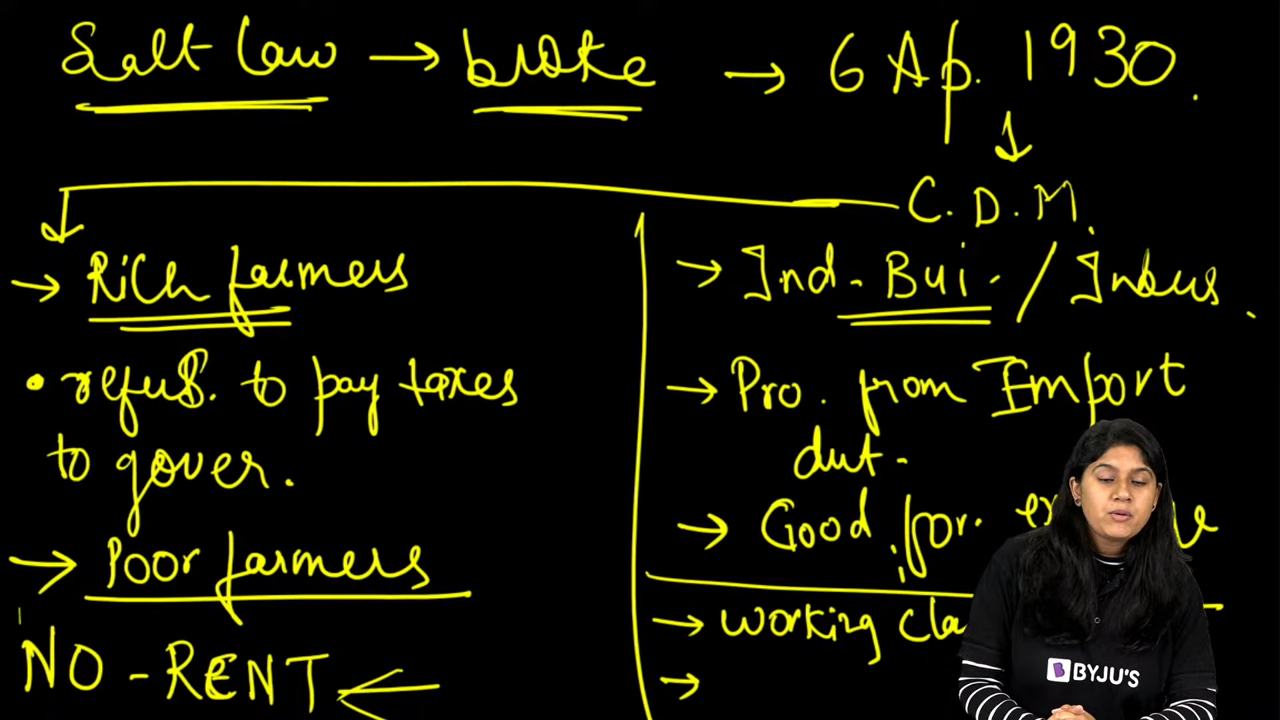 Salt law → broke → 6 Ap. 1930.
↓
C. D. M.
→ Rich farmers
• refus. to pay taxes
to gover.
→ Poor farmers
NO - RENT ←
→ Ind. Bui. / Indus.
→ Pro. from Import
dut.
→ Good for.
→ working cla
→
BYJU'S